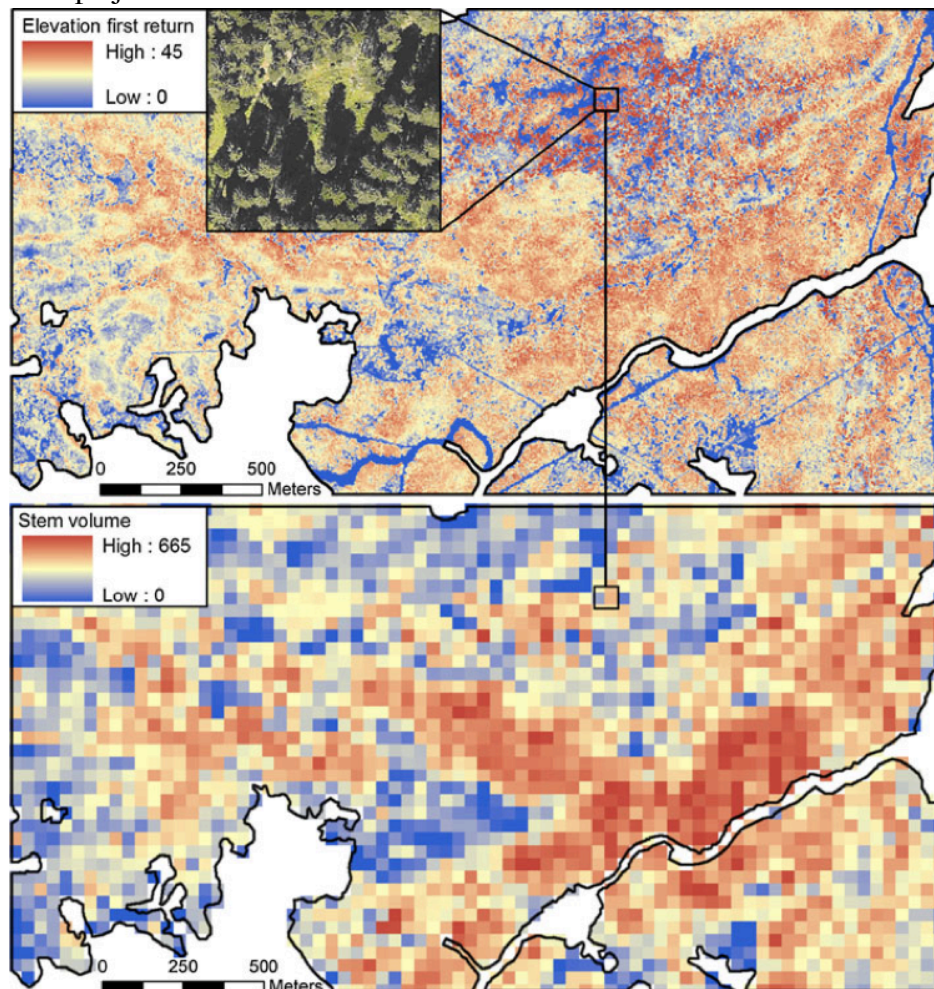 Elevation first return
High : 45
Low : 0
0 250 500
Meters
Stem volume
High : 665
Low : 0
0 250 500
Meters